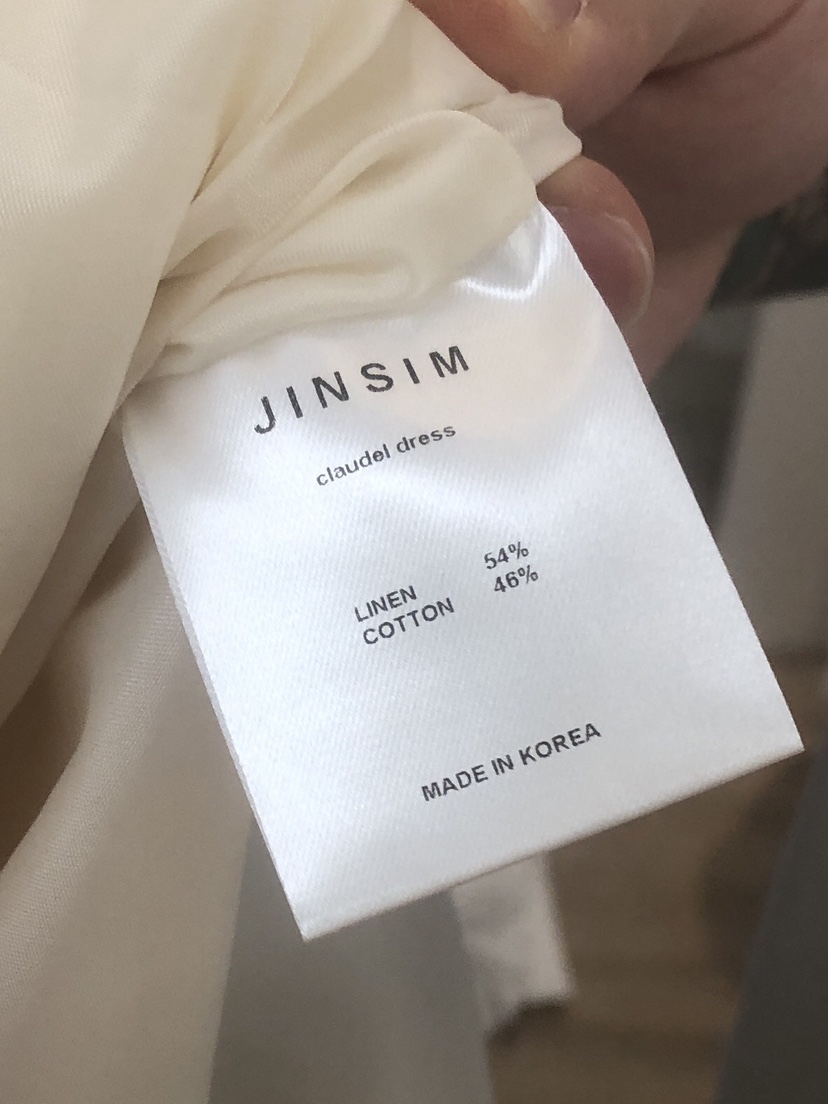 JINSIM
claudel dress
LINEN 54%
COTTON 46%
MADE IN KOREA